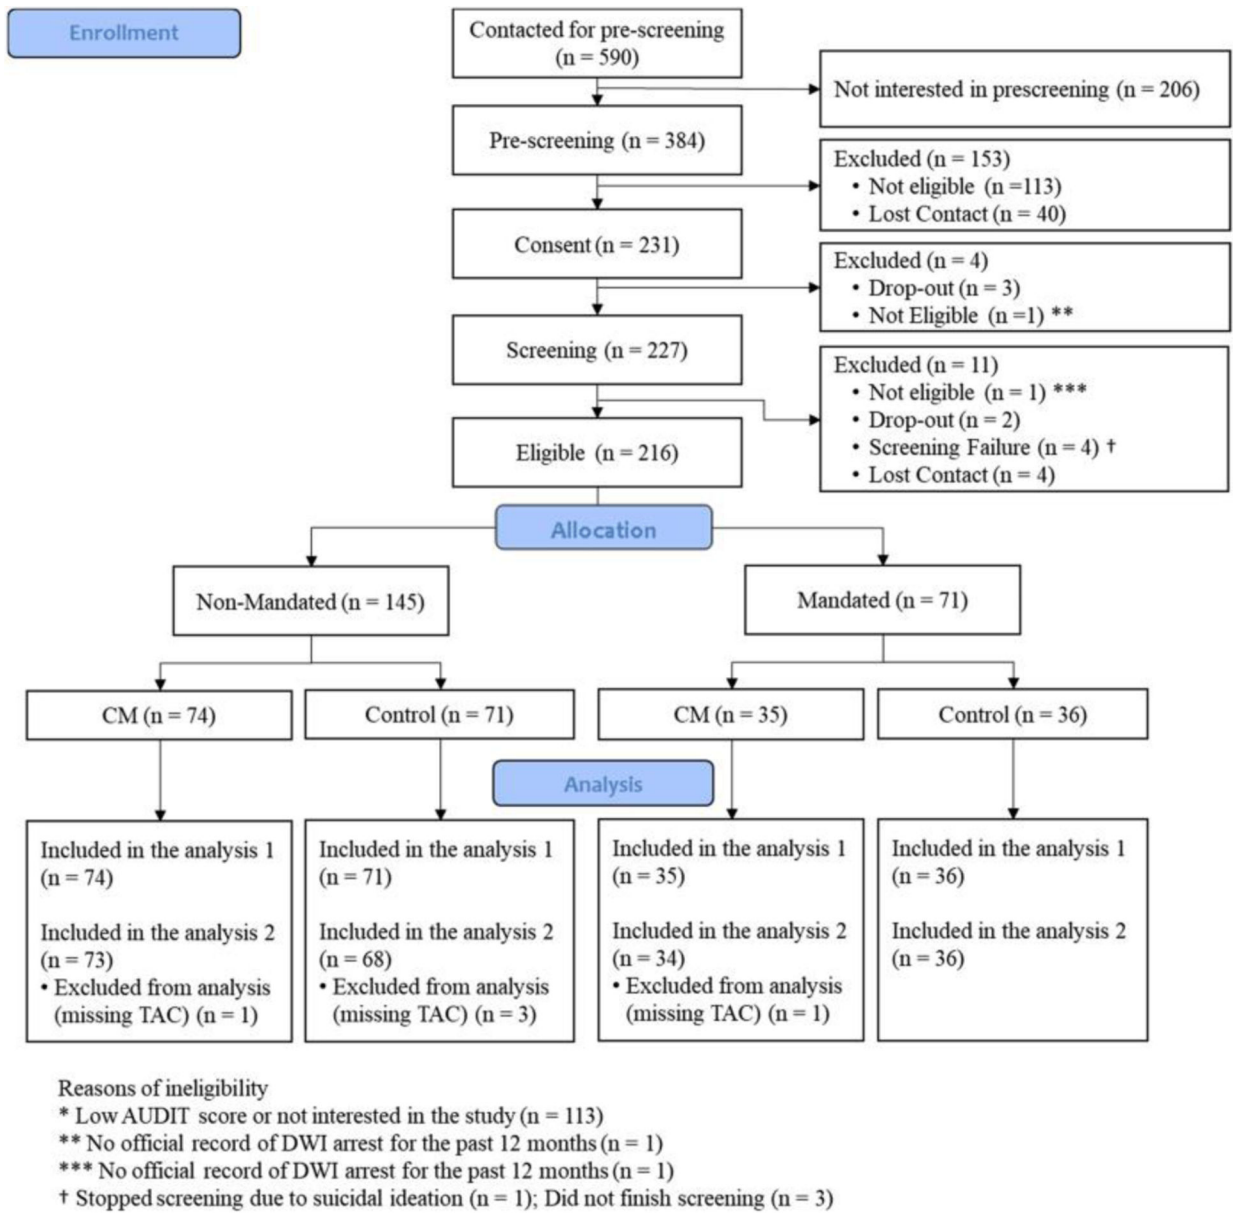 Enrollment
Contacted for pre-screening
(n = 590)
Not interested in prescreening (n = 206)
Pre-screening (n = 384)
Excluded (n = 153)
• Not eligible (n =113)
• Lost Contact (n = 40)
Consent (n = 231)
Excluded (n = 4)
• Drop-out (n = 3)
• Not Eligible (n =1) **
Screening (n = 227)
Excluded (n = 11)
• Not eligible (n = 1) ***
• Drop-out (n = 2)
• Screening Failure (n = 4) †
• Lost Contact (n = 4)
Eligible (n = 216)
Allocation
Non-Mandated (n = 145)
Mandated (n = 71)
CM (n = 74)
Control (n = 71)
CM (n = 35)
Control (n = 36)
Analysis
Included in the analysis 1
(n = 74)
Included in the analysis 2
(n = 73)
• Excluded from analysis
(missing TAC) (n = 1)
Included in the analysis 1
(n = 71)
Included in the analysis 2
(n = 68)
• Excluded from analysis
(missing TAC) (n = 3)
Included in the analysis 1
(n = 35)
Included in the analysis 2
(n = 34)
• Excluded from analysis
(missing TAC) (n = 1)
Included in the analysis 1
(n = 36)
Included in the analysis 2
(n = 36)
Reasons of ineligibility
* Low AUDIT score or not interested in the study (n = 113)
** No official record of DWI arrest for the past 12 months (n = 1)
*** No official record of DWI arrest for the past 12 months (n = 1)
† Stopped screening due to suicidal ideation (n = 1); Did not finish screening (n = 3)